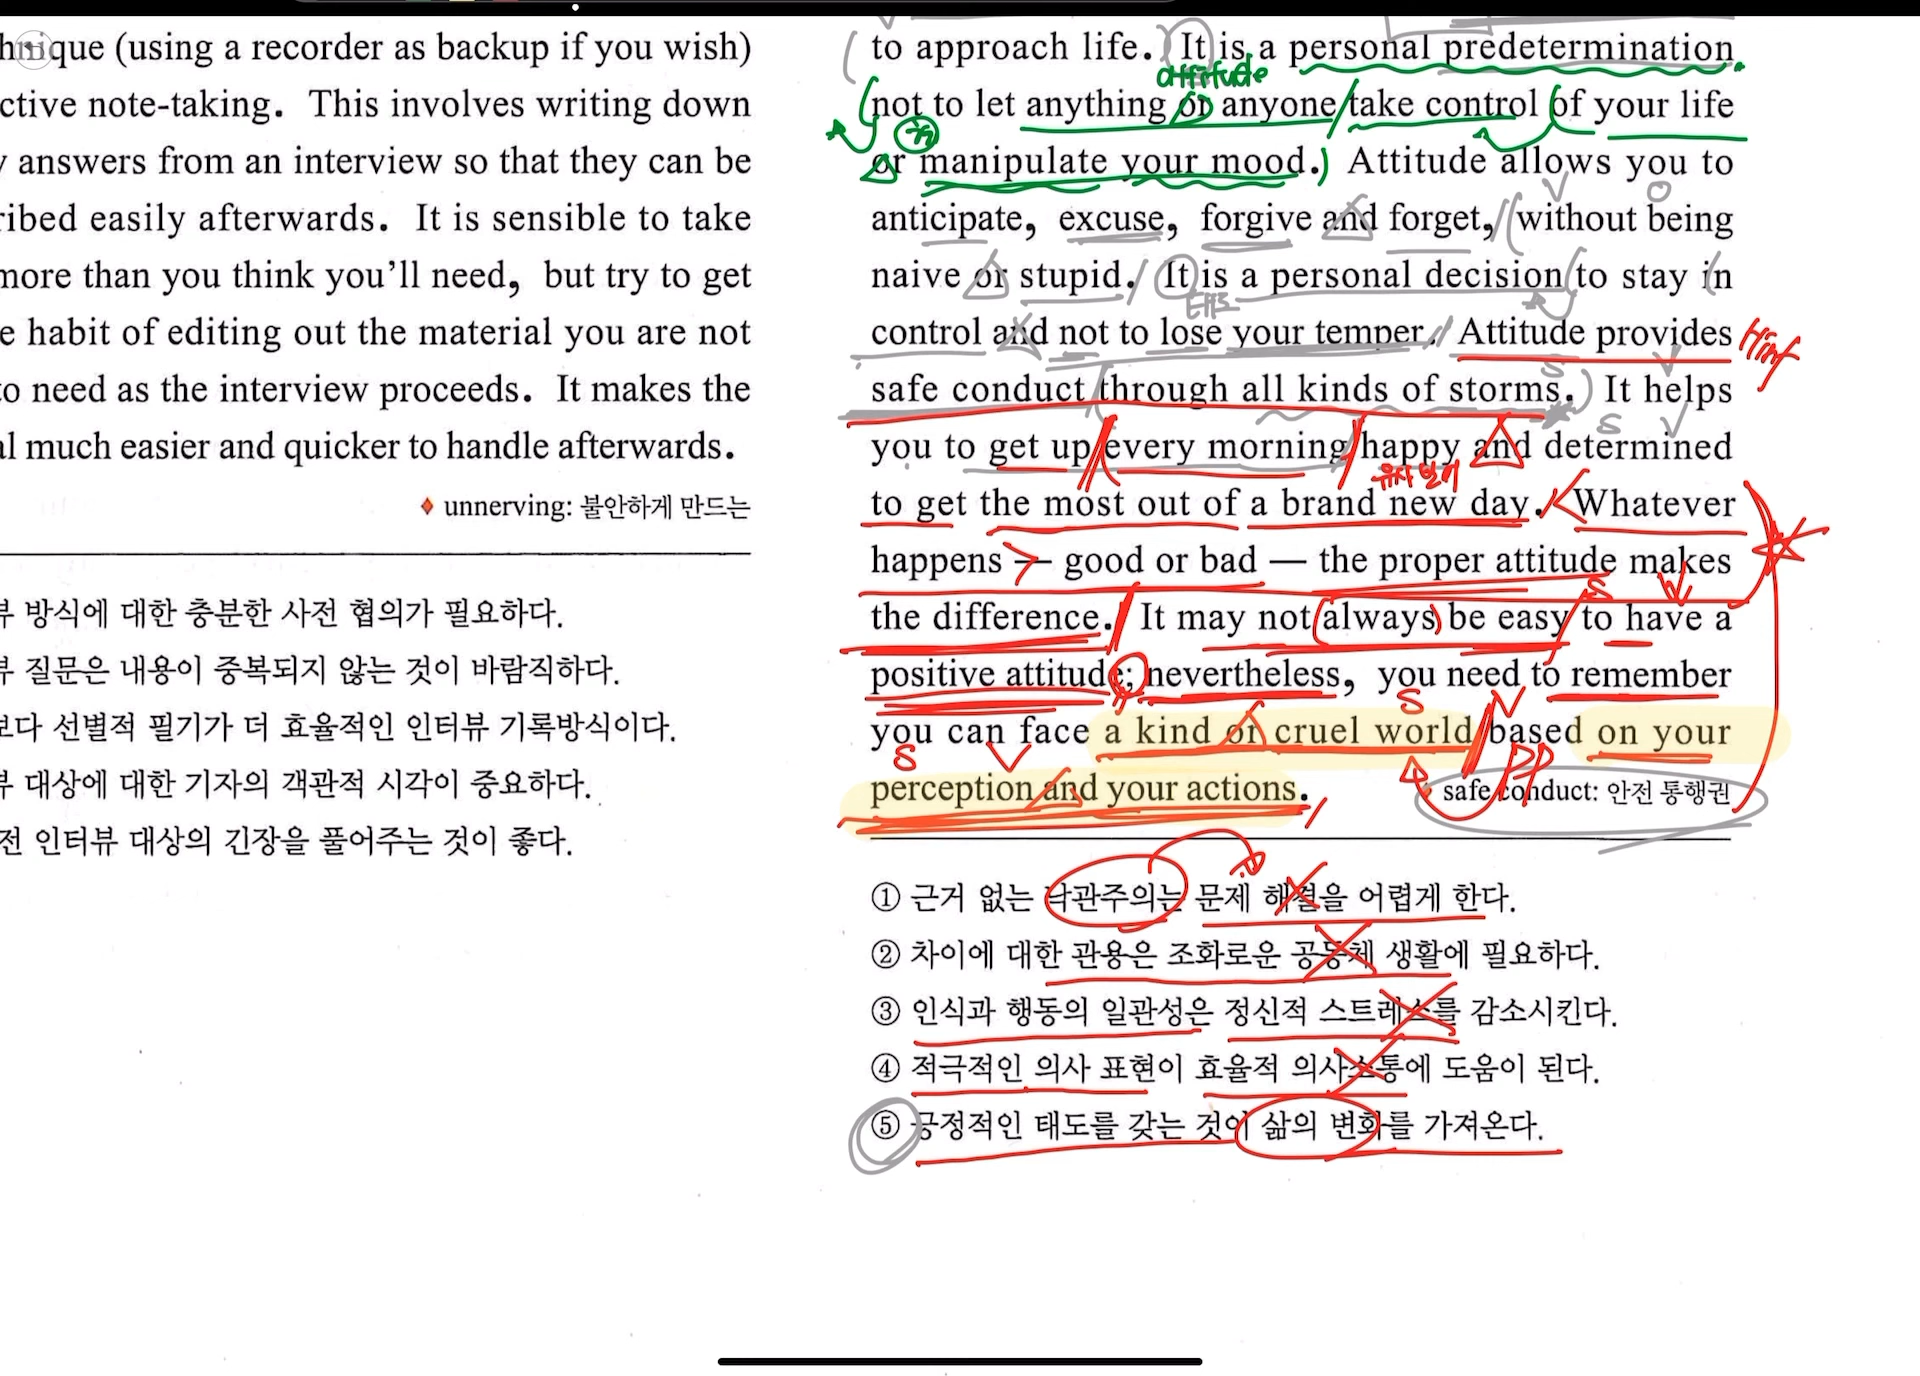 hnique (using a recorder as backup if you wish)
ctive note-taking. This involves writing down
y answers from an interview so that they can be
ribed easily afterwards. It is sensible to take
more than you think you'll need, but try to get
e habit of editing out the material you are not
to need as the interview proceeds. It makes the
al much easier and quicker to handle afterwards.
♦ unnerving: 불안하게 만드는
뷰 방식에 대한 충분한 사전 협의가 필요하다.
뷰 질문은 내용이 중복되지 않는 것이 바람직하다.
보다 선별적 필기가 더 효율적인 인터뷰 기록방식이다.
뷰 대상에 대한 기자의 객관적 시각이 중요하다.
전 인터뷰 대상의 긴장을 풀어주는 것이 좋다.
to approach life. It is a personal predetermination
attitude
not to let anything or anyone take control of your life
or manipulate your mood. Attitude allows you to
anticipate, excuse, forgive and forget, without being
naive or stupid. It is a personal decision to stay in
태도
control and not to lose your temper. Attitude provides
Hint
safe conduct through all kinds of storms. It helps
you to get up every morning happy and determined
유사 보어
to get the most out of a brand new day. Whatever
happens — good or bad — the proper attitude makes
the difference. It may not always be easy to have a
positive attitude; nevertheless, you need to remember
you can face a kind or cruel world based on your
perception and your actions.
PP
♦ safe conduct: 안전 통행권
① 근거 없는 낙관주의는 문제 해결을 어렵게 한다.
② 차이에 대한 관용은 조화로운 공동체 생활에 필요하다.
③ 인식과 행동의 일관성은 정신적 스트레스를 감소시킨다.
④ 적극적인 의사 표현이 효율적 의사소통에 도움이 된다.
⑤ 긍정적인 태도를 갖는 것이 삶의 변화를 가져온다.